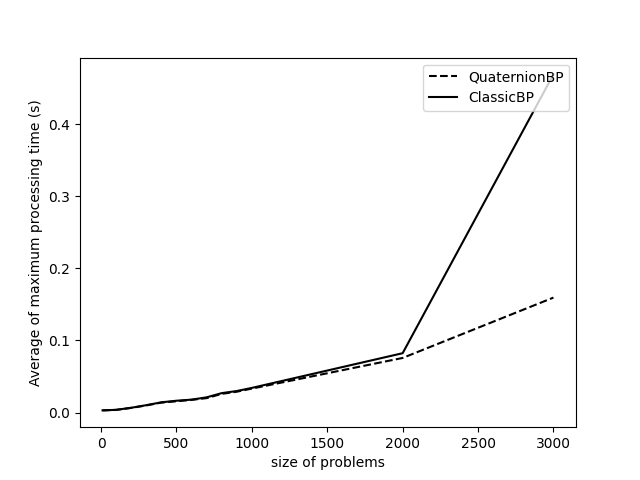 QuaternionBP
ClassicBP
Average of maximum processing time (s)
0.4
0.3
0.2
0.1
0.0
0 500 1000 1500 2000 2500 3000
size of problems